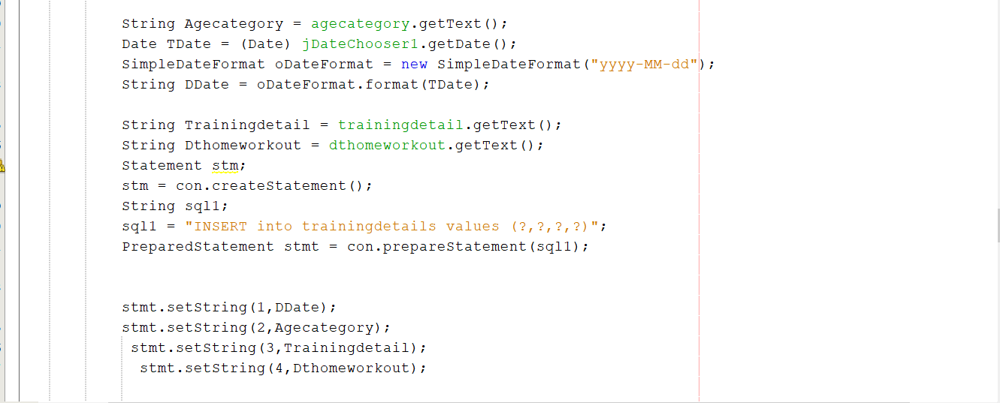 String Agecategory = agecategory.getText();
Date TDate = (Date) jDateChooser1.getDate();
SimpleDateFormat oDateFormat = new SimpleDateFormat("yyyy-MM-dd");
String DDate = oDateFormat.format(TDate);
String Trainingdetail = trainingdetail.getText();
String Dthomeworkout = dthomeworkout.getText();
Statement stm;
stm = con.createStatement();
String sql1;
sql1 = "INSERT into trainingdetails values (?,?,?,?)";
PreparedStatement stmt = con.prepareStatement(sql1);
stmt.setString(1,DDate);
stmt.setString(2,Agecategory);
stmt.setString(3,Trainingdetail);
stmt.setString(4,Dthomeworkout);